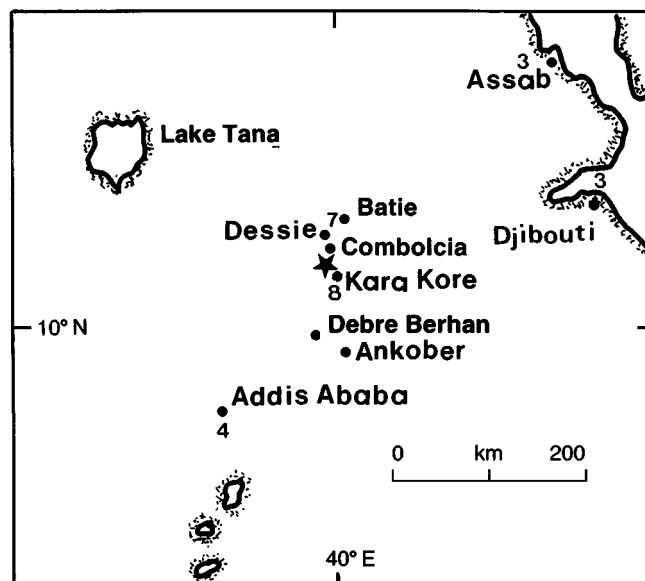 3
Assab
Lake Tana
3
7 Batie
Dessie
Djibouti
Combolcia
8 Kara Kore
10° N
Debre Berhan
Ankober
Addis Ababa
4
0 km 200
40° E